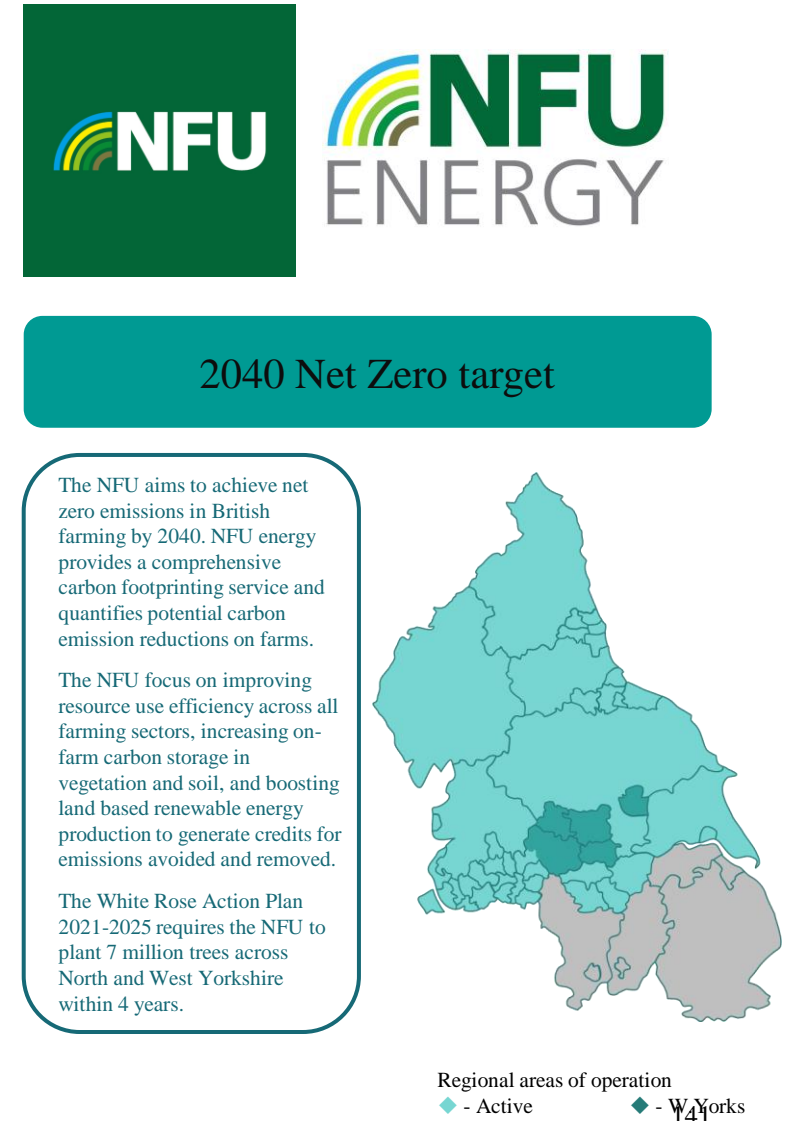 NFU
NFU
ENERGY
2040 Net Zero target
The NFU aims to achieve net
zero emissions in British
farming by 2040. NFU energy
provides a comprehensive
carbon footprinting service and
quantifies potential carbon
emission reductions on farms.
The NFU focus on improving
resource use efficiency across all
farming sectors, increasing on-
farm carbon storage in
vegetation and soil, and boosting
land based renewable energy
production to generate credits for
emissions avoided and removed.
The White Rose Action Plan
2021-2025 requires the NFU to
plant 7 million trees across
North and West Yorkshire
within 4 years.
Regional areas of operation
- Active
- W Yorks
141